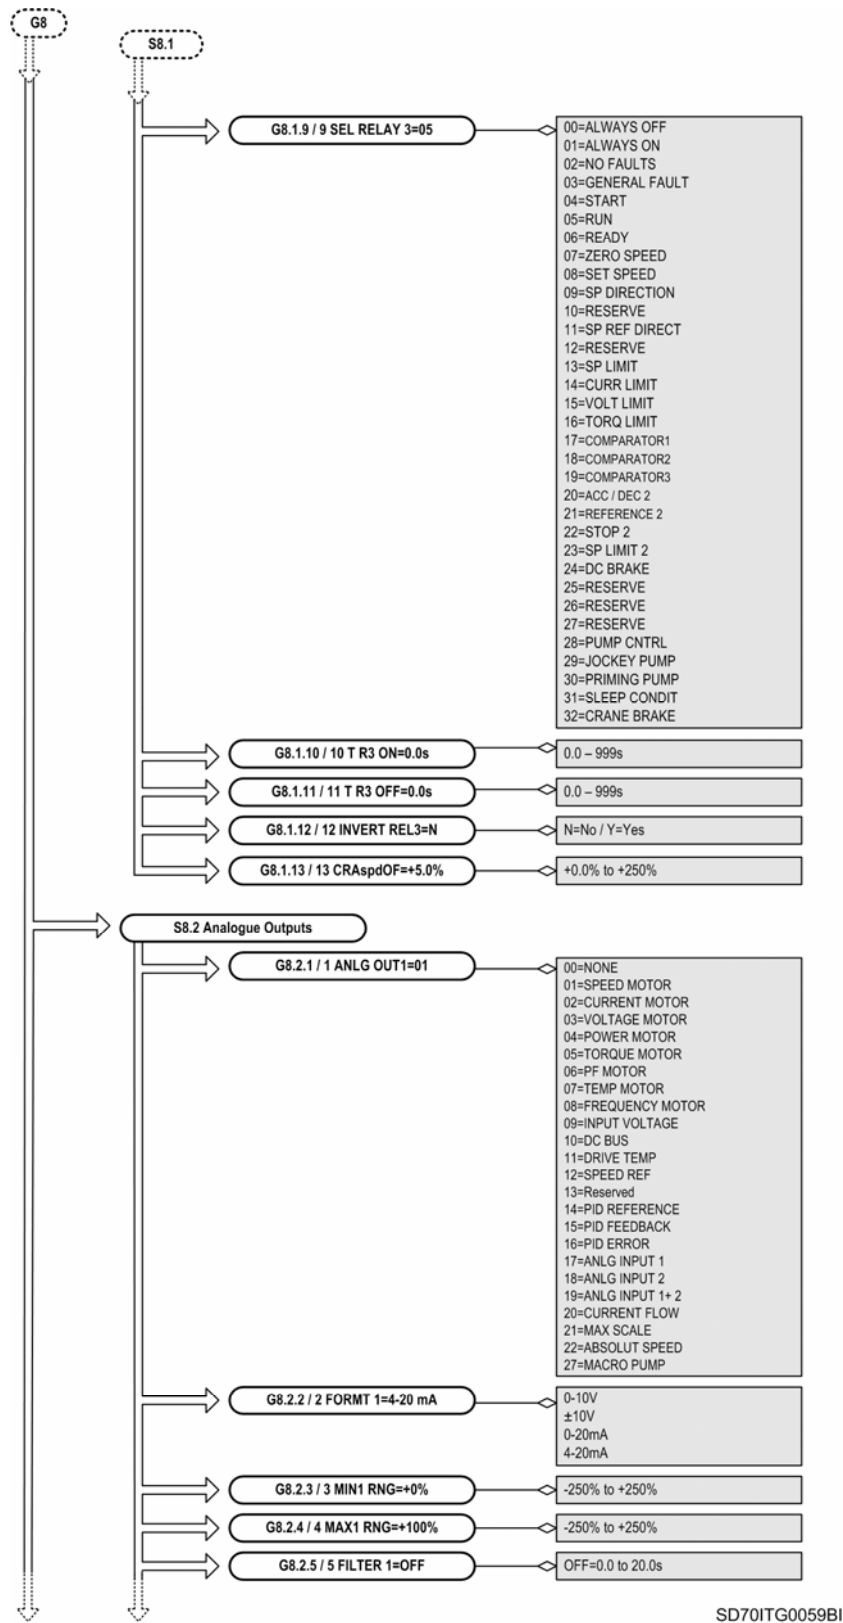 G8
S8.1
G8.1.9 / 9 SEL RELAY 3=05
00=ALWAYS OFF
01=ALWAYS ON
02=NO FAULTS
03=GENERAL FAULT
04=START
05=RUN
06=READY
07=ZERO SPEED
08=SET SPEED
09=SP DIRECTION
10=RESERVE
11=SP REF DIRECT
12=RESERVE
13=SP LIMIT
14=CURR LIMIT
15=VOLT LIMIT
16=TORQ LIMIT
17=COMPARATOR1
18=COMPARATOR2
19=COMPARATOR3
20=ACC / DEC 2
21=REFERENCE 2
22=STOP 2
23=SP LIMIT 2
24=DC BRAKE
25=RESERVE
26=RESERVE
27=RESERVE
28=PUMP CNTRL
29=JOCKEY PUMP
30=PRIMING PUMP
31=SLEEP CONDIT
32=CRANE BRAKE
G8.1.10 / 10 T R3 ON=0.0s
0.0 – 999s
G8.1.11 / 11 T R3 OFF=0.0s
0.0 – 999s
G8.1.12 / 12 INVERT REL3=N
N=No / Y=Yes
G8.1.13 / 13 CRAspdOF=+5.0%
+0.0% to +250%
S8.2 Analogue Outputs
G8.2.1 / 1 ANLG OUT1=01
00=NONE
01=SPEED MOTOR
02=CURRENT MOTOR
03=VOLTAGE MOTOR
04=POWER MOTOR
05=TORQUE MOTOR
06=PF MOTOR
07=TEMP MOTOR
08=FREQUENCY MOTOR
09=INPUT VOLTAGE
10=DC BUS
11=DRIVE TEMP
12=SPEED REF
13=Reserved
14=PID REFERENCE
15=PID FEEDBACK
16=PID ERROR
17=ANLG INPUT 1
18=ANLG INPUT 2
19=ANLG INPUT 1+ 2
20=CURRENT FLOW
21=MAX SCALE
22=ABSOLUT SPEED
27=MACRO PUMP
G8.2.2 / 2 FORMT 1=4-20 mA
0-10V
±10V
0-20mA
4-20mA
G8.2.3 / 3 MIN1 RNG=+0%
-250% to +250%
G8.2.4 / 4 MAX1 RNG=+100%
-250% to +250%
G8.2.5 / 5 FILTER 1=OFF
OFF=0.0 to 20.0s
SD70ITG0059BI